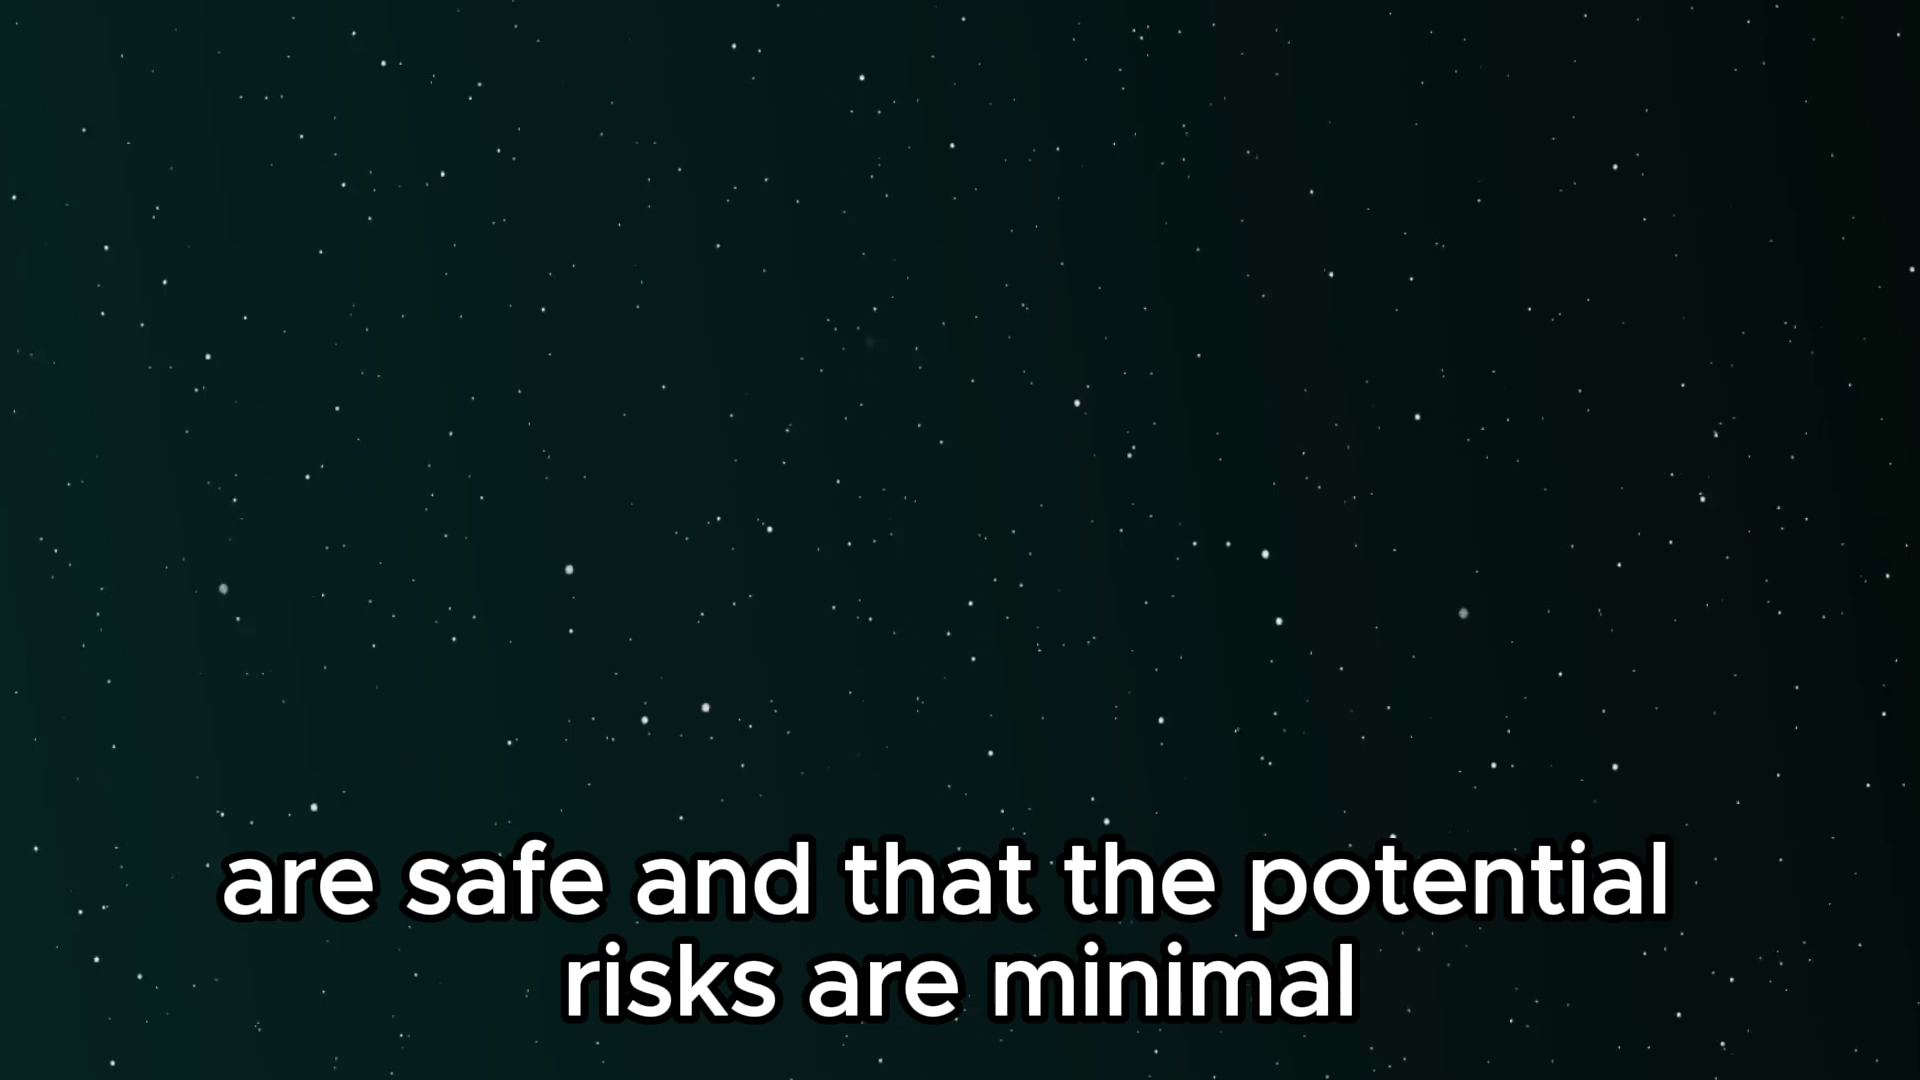 are safe and that the potential
risks are minimal